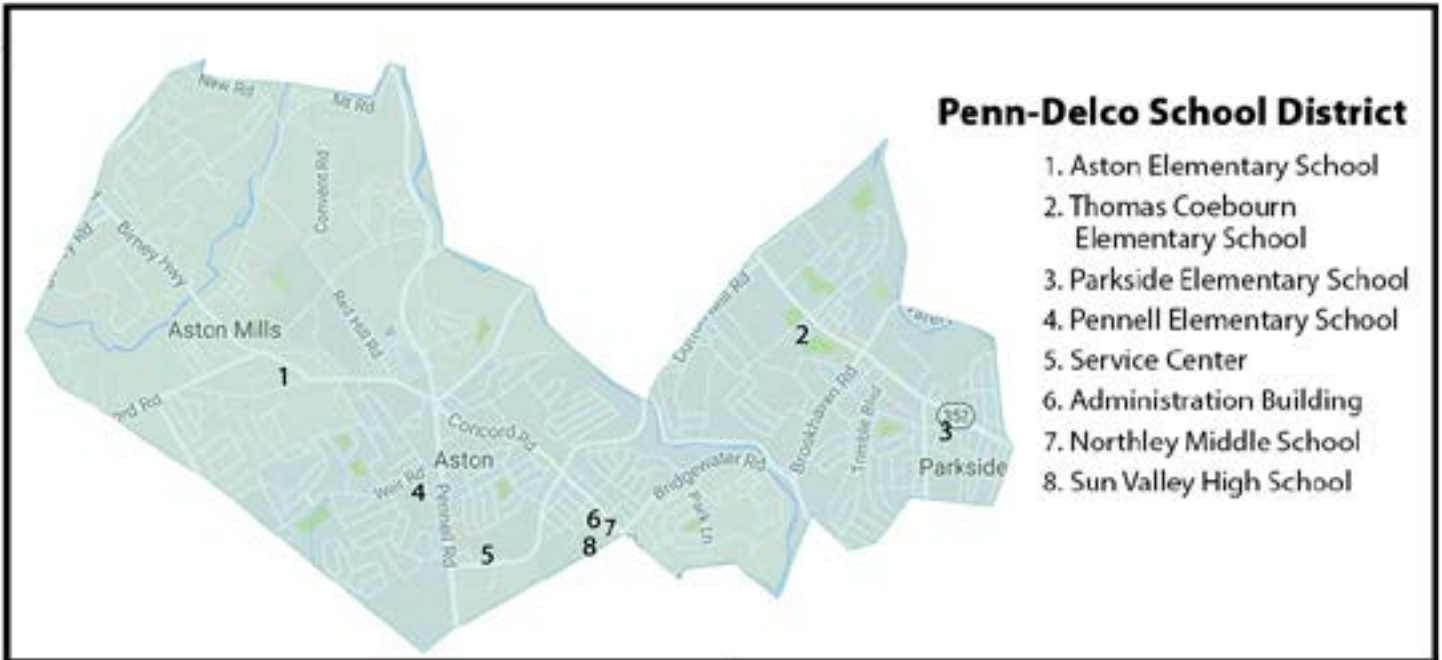 Penn-Delco School District
1. Aston Elementary School
2. Thomas Coebourn
Elementary School
3. Parkside Elementary School
4. Pennell Elementary School
5. Service Center
6. Administration Building
7. Northley Middle School
8. Sun Valley High School
New Rd
Mt Rd
Convent Rd
Birney Hwy
Rd
Aston Mills
Red Hill Rd
1
Rd
Concord Rd
Aston
Weir Rd
4
Pennell Rd
5
6
7
8
Bridgewater Rd
Park Ln
Rd
2
Brookhaven Rd
Trimble Blvd
352
3
Parkside